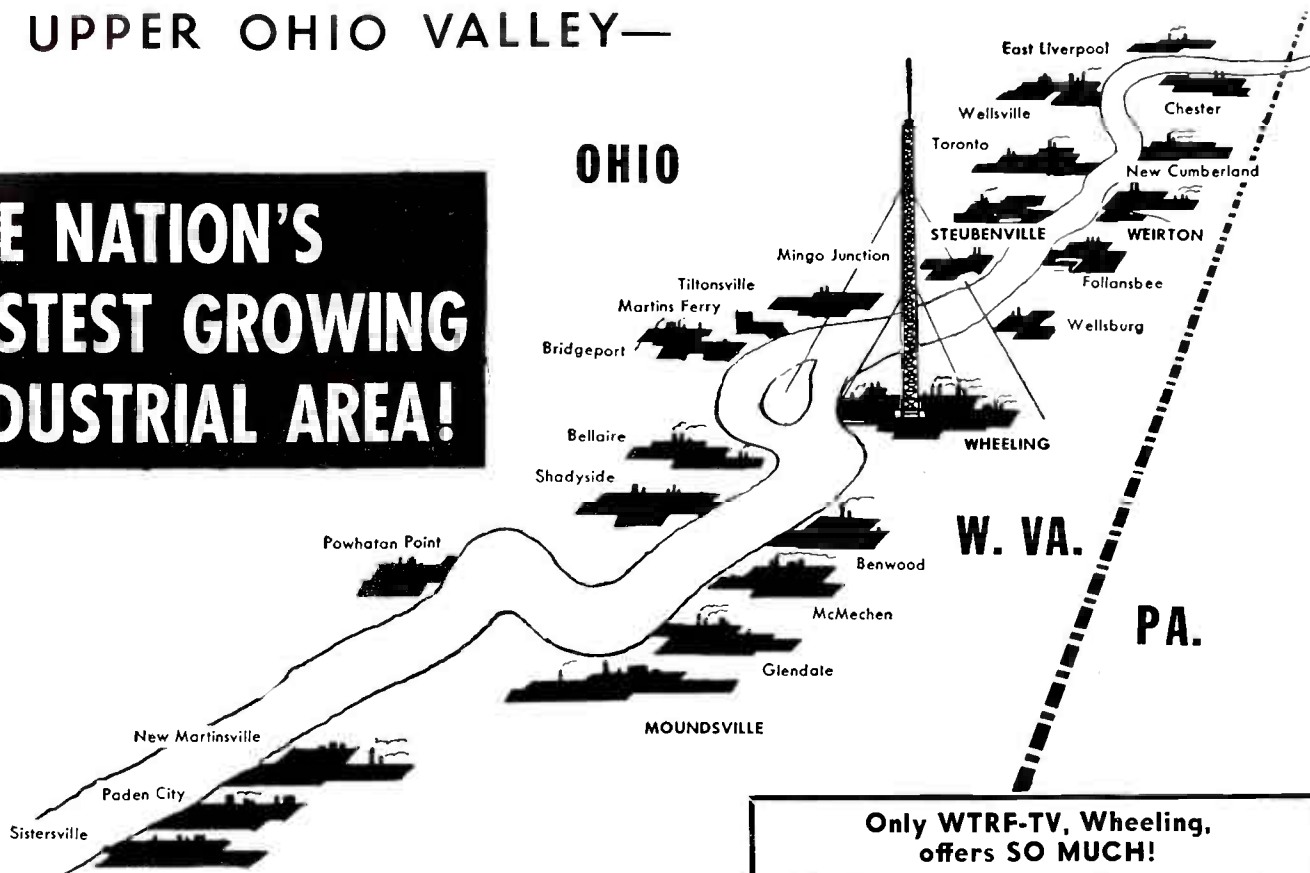 UPPER OHIO VALLEY—
E NATION'S
STEST GROWING
DUSTRIAL AREA!
OHIO
East Liverpool
Wellsville
Chester
Toronto
New Cumberland
STEUBENVILLE
WEIRTON
Mingo Junction
Follansbee
Tiltonsville
Martins Ferry
Wellsburg
Bridgeport
Bellaire
WHEELING
Shadyside
W. VA.
Powhatan Point
Benwood
McMechen
PA.
Glendale
MOUNDSVILLE
New Martinsville
Paden City
Sistersville
Only WTRF-TV, Wheeling,
offers SO MUCH!